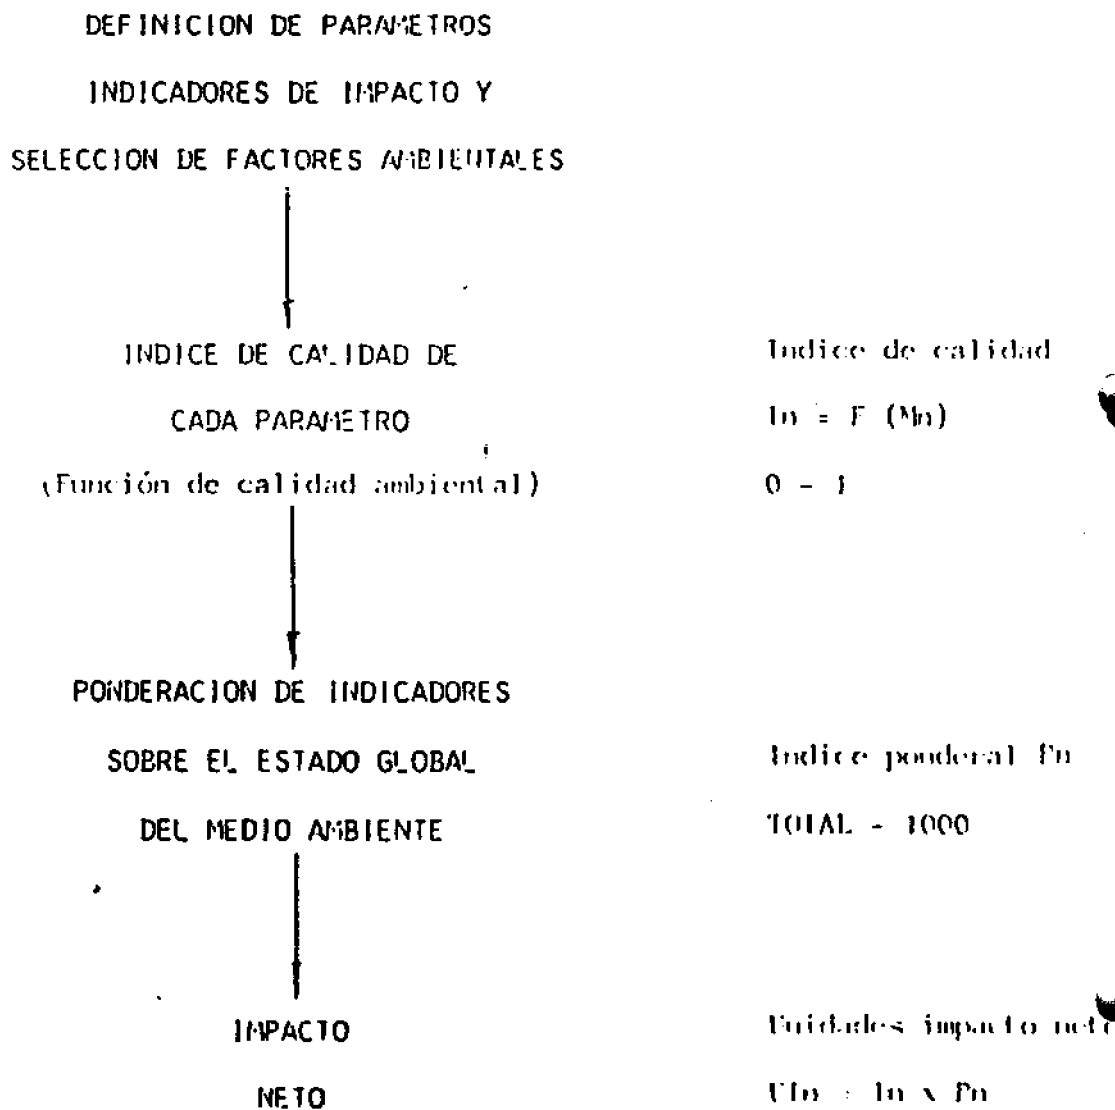 DEFINICION DE PARAMETROS
INDICADORES DE IMPACTO Y
SELECCION DE FACTORES AMBIENTALES
INDICE DE CALIDAD DE
CADA PARAMETRO
(Función de calidad ambiental)
Indice de calidad
In = F (Mn)
0 - 1
PONDERACION DE INDICADORES
SOBRE EL ESTADO GLOBAL
DEL MEDIO AMBIENTE
Indice ponderal Pn
TOTAL - 1000
IMPACTO
NETO
Unidades impacto neto
UIn = In x Pn